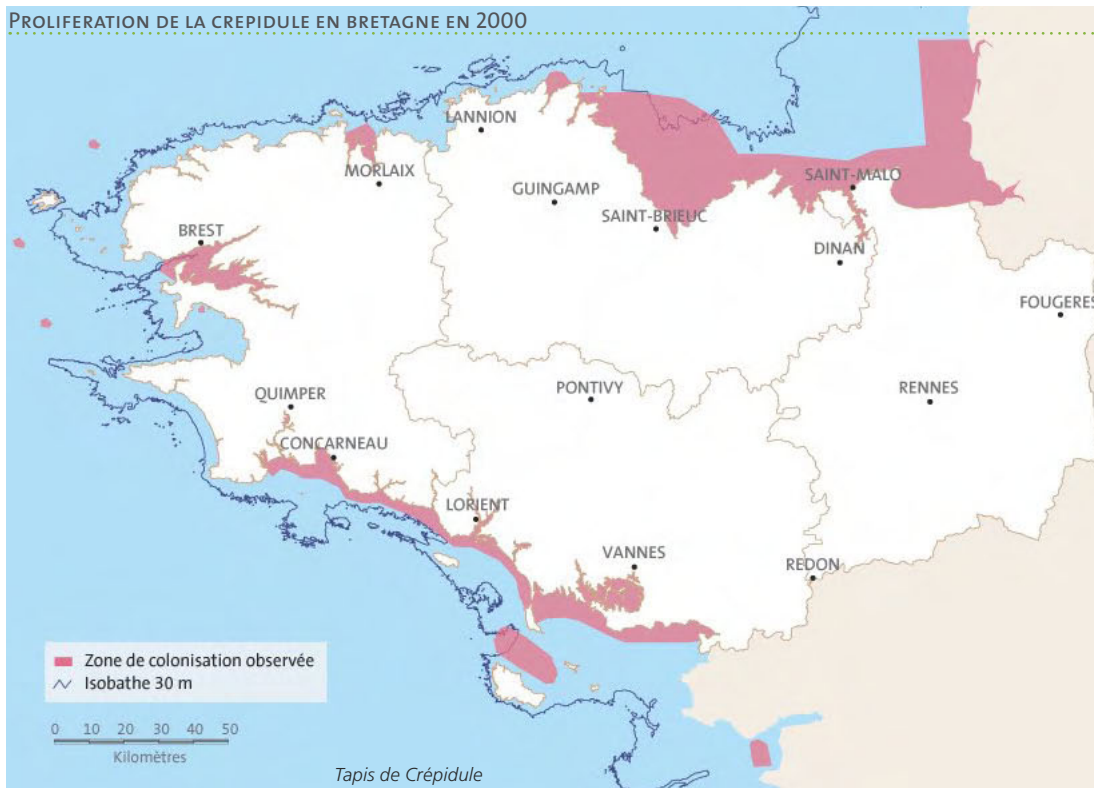 PROLIFERATION DE LA CREPIDULE EN BRETAGNE EN 2000
LANNION
MORLAIX
GUINGAMP
SAINT-MALO
SAINT-BRIEUC
BREST
DINAN
FOUGERES
QUIMPER
PONTIVY
RENNES
CONCARNEAU
LORIENT
VANNES
REDON
Zone de colonisation observée
Isobathe 30 m
0 10 20 30 40 50
Kilomètres
Tapis de Crépidule